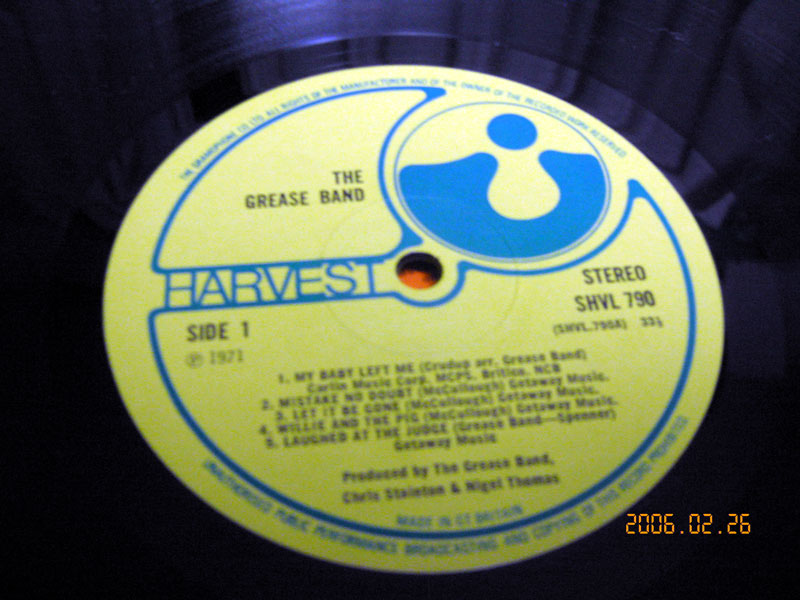 THE GRAMOPHONE CO. LTD. ALL RIGHTS OF THE MANUFACTURER AND OF THE OWNER OF THE RECORDED WORK RESERVED
THE
GREASE BAND
HARVEST
STEREO
SHVL 790
(SHVL.790A) 33⅓
SIDE 1
℗ 1971
1. MY BABY LEFT ME (Crudup arr. Grease Band)
Carlin Music Corp. MCPS, Britico, NCB
2. MISTAKE NO DOUBT (McCullough) Getaway Music.
3. LET IT BE GONE (McCullough) Getaway Music.
4. WILLIE AND THE PIG (McCullough) Getaway Music.
5. LAUGHED AT THE JUDGE (Grease Band—Spenner)
Getaway Music
Produced by The Grease Band,
Chris Stainton & Nigel Thomas
MADE IN GT BRITAIN
UNAUTHORISED PUBLIC PERFORMANCE BROADCASTING AND COPYING OF THIS RECORD PROHIBITED
2006.02.26